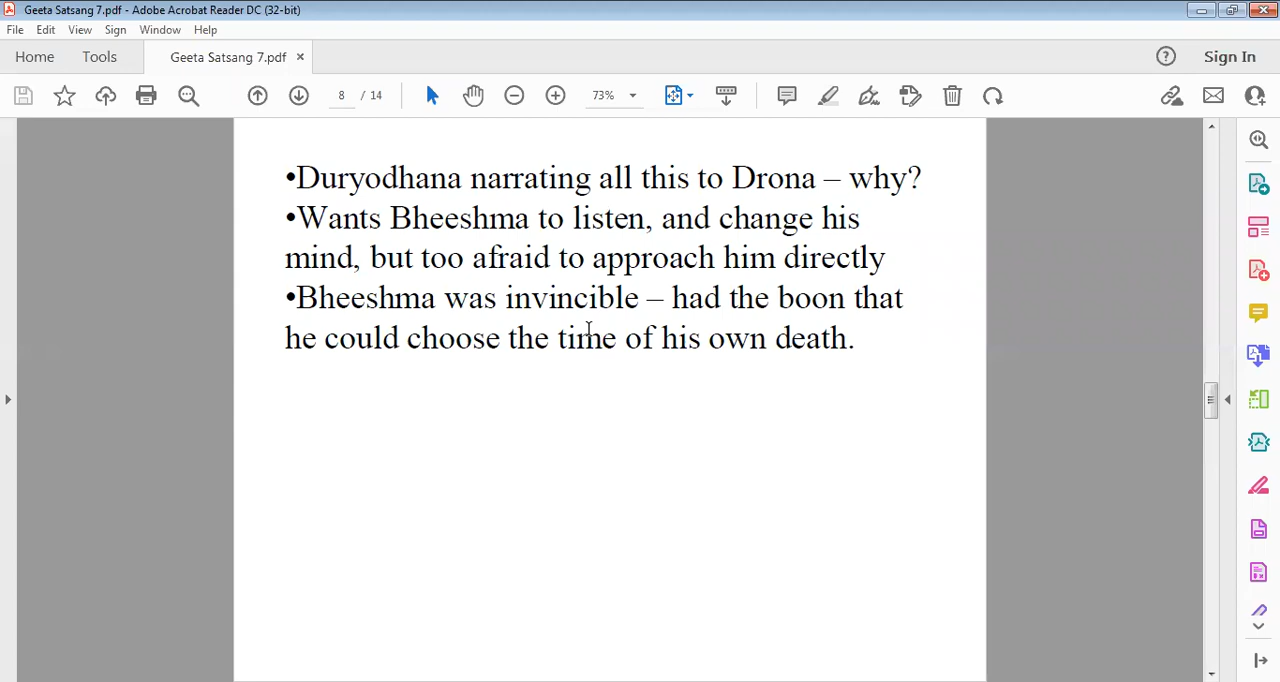 Geeta Satsang 7.pdf - Adobe Acrobat Reader DC (32-bit)
File Edit View Sign Window Help
Home Tools Geeta Satsang 7.pdf × Sign In
8 / 14 73%
•Duryodhana narrating all this to Drona – why?
•Wants Bheeshma to listen, and change his
mind, but too afraid to approach him directly
•Bheeshma was invincible – had the boon that
he could choose the time of his own death.